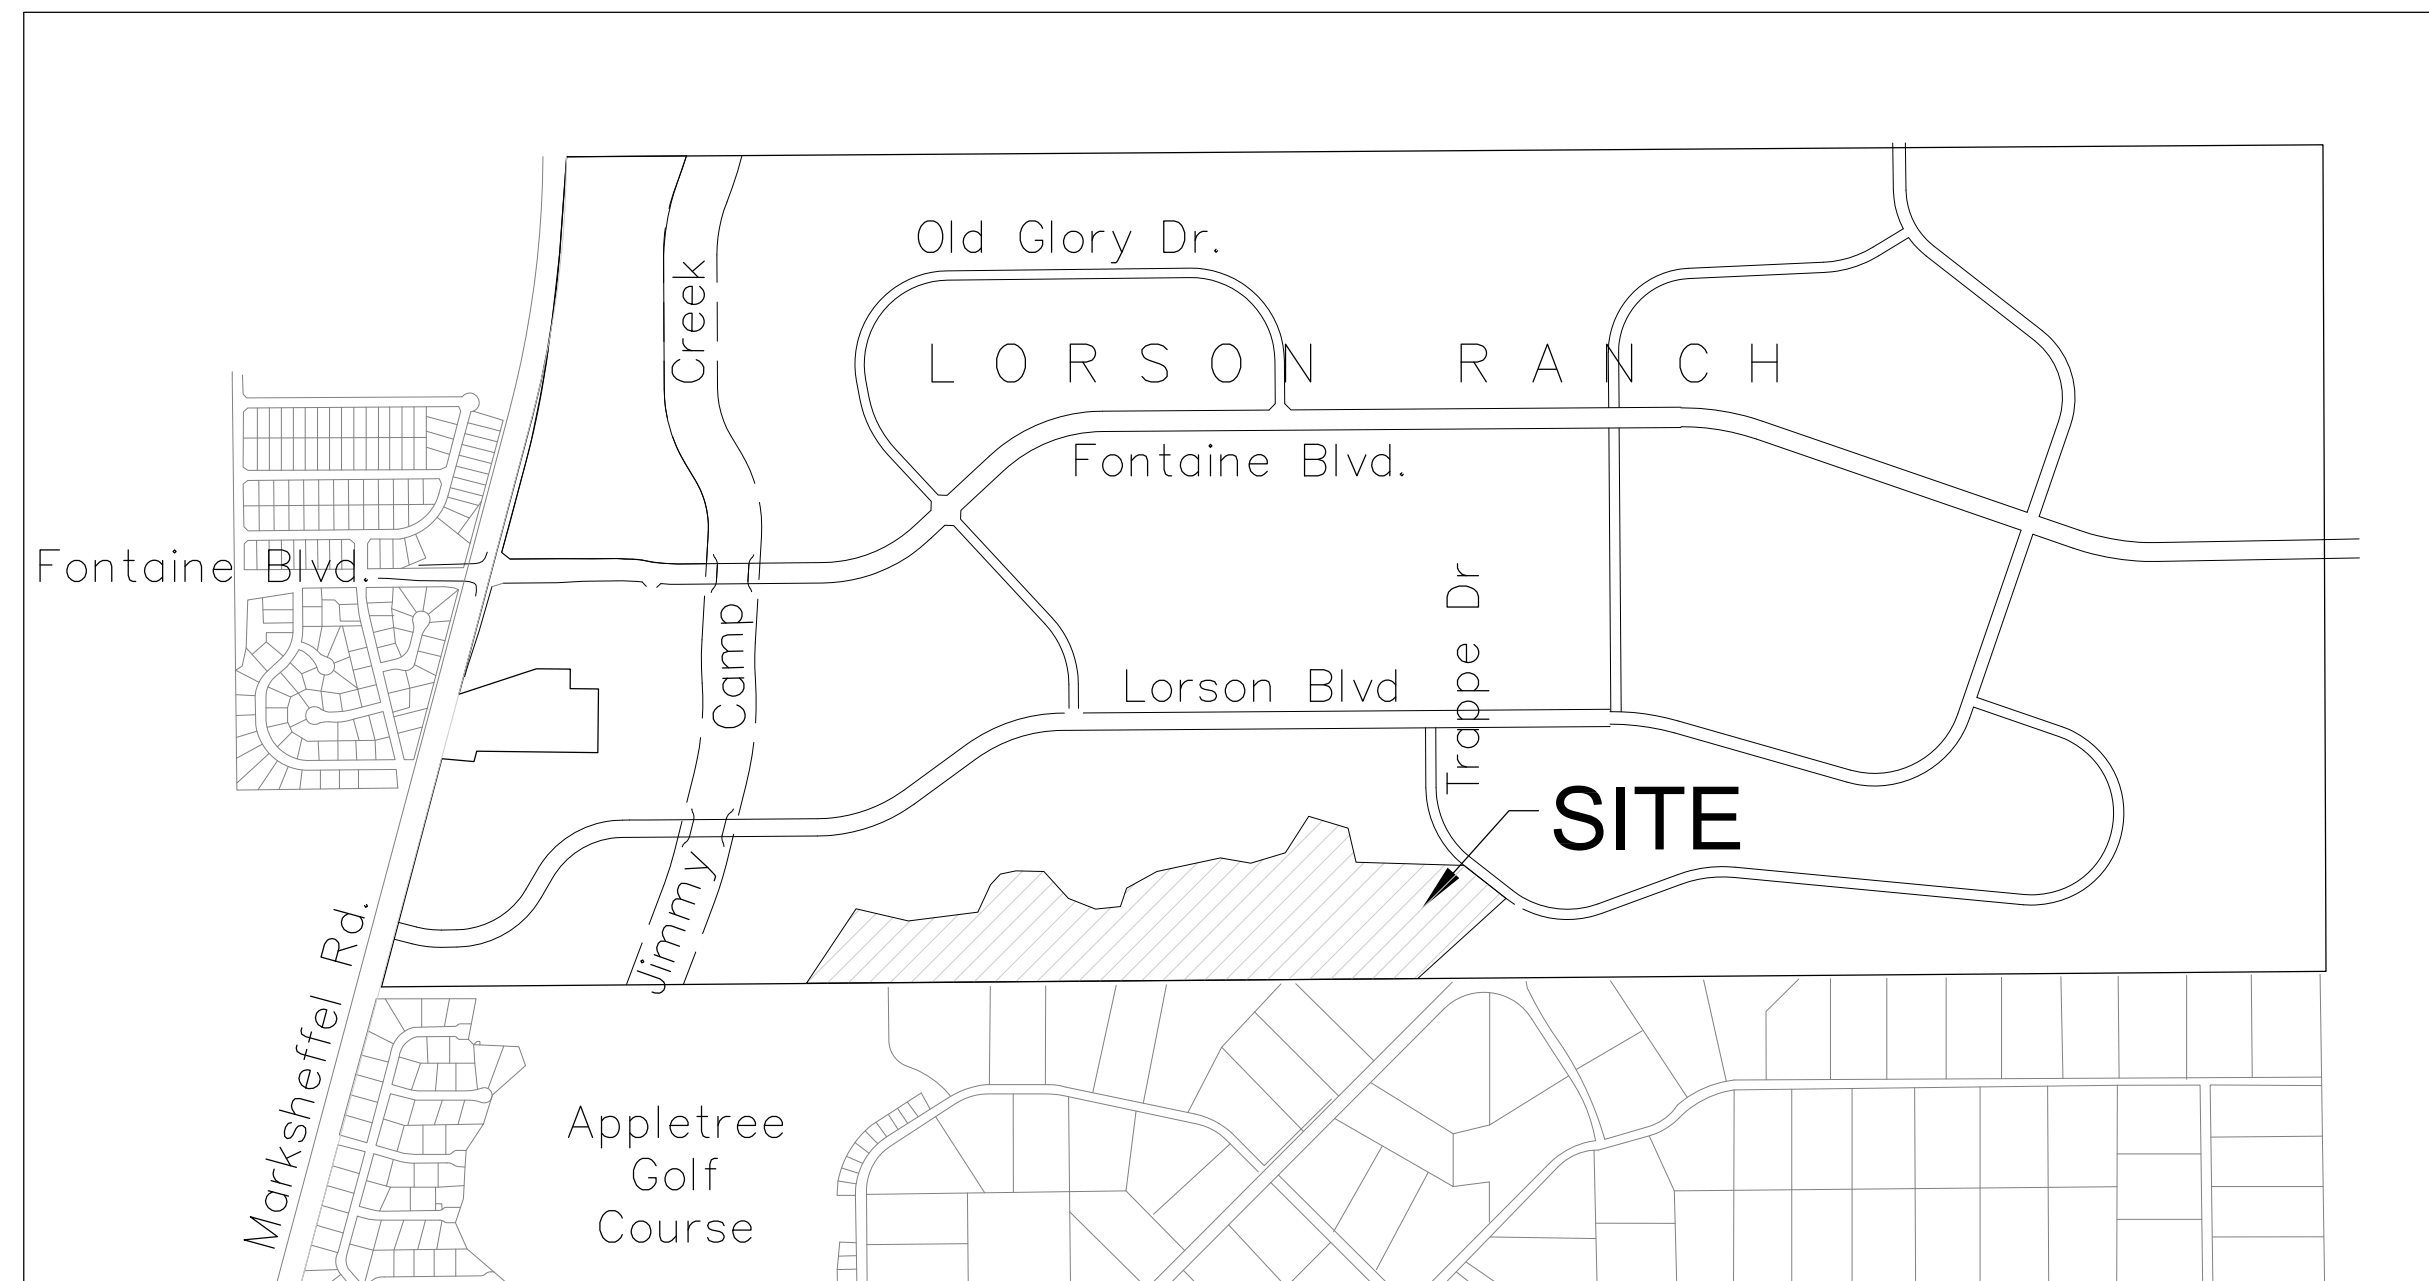 Old Glory Dr.
Creek
LORSON RANCH
Fontaine Blvd.
Fontaine Blvd.
Camp
Trappe Dr
Lorson Blvd
SITE
Jimmy
Marksheffel Rd.
Appletree
Golf
Course